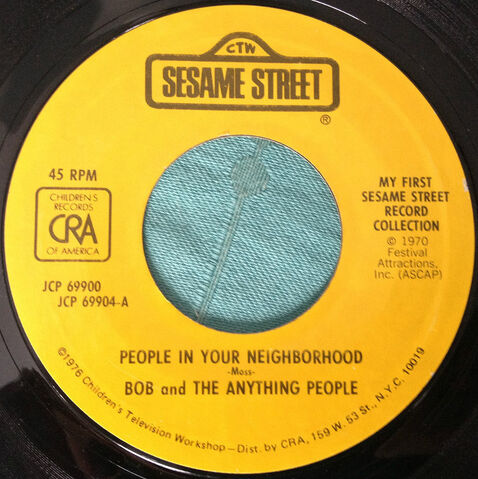 CTW
SESAME STREET
®
45 RPM
CHILDREN'S
RECORDS
CRA
OF AMERICA
JCP 69900
JCP 69904-A
MY FIRST
SESAME STREET
RECORD
COLLECTION
© 1970
Festival
Attractions,
Inc. (ASCAP)
PEOPLE IN YOUR NEIGHBORHOOD
-Moss-
BOB and THE ANYTHING PEOPLE
©1976 Children's Television Workshop—Dist. by CRA, 159 W. 53 St., N.Y.C. 10019